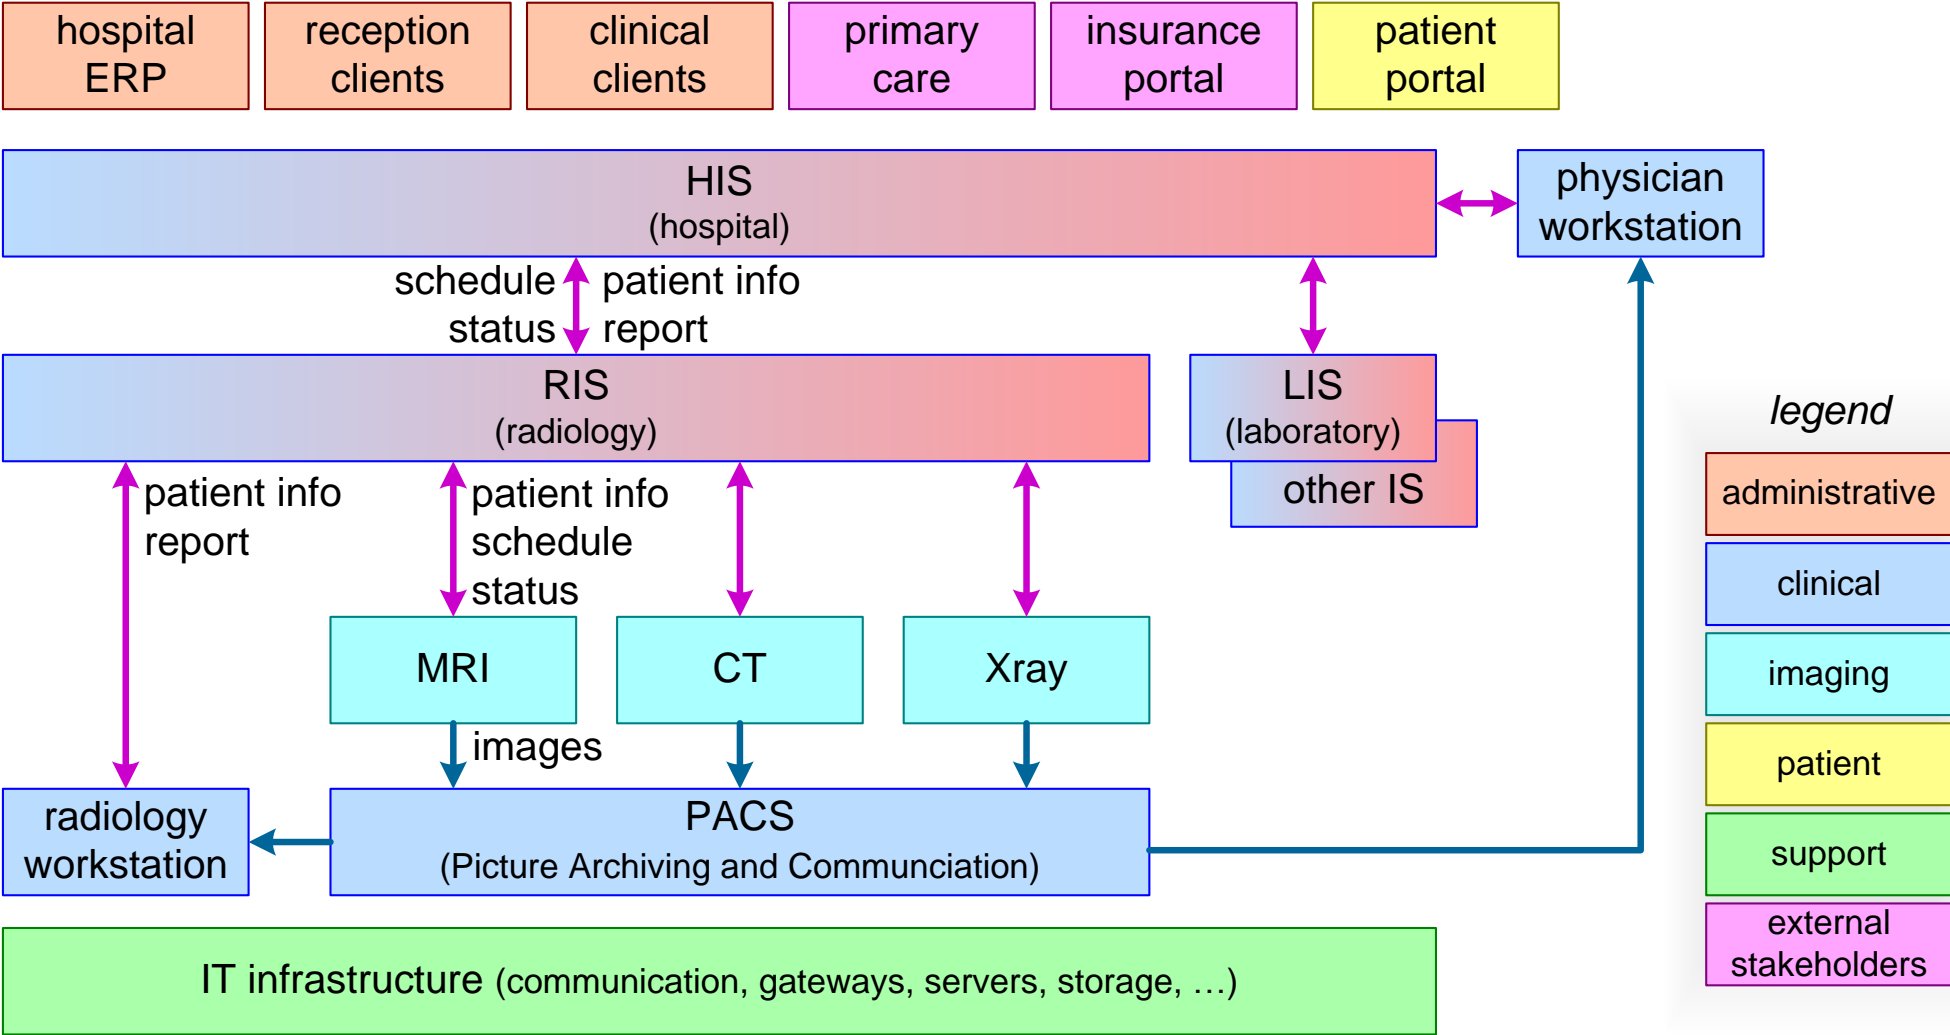 hospital
ERP
reception
clients
clinical
clients
primary
care
insurance
portal
patient
portal
HIS
(hospital)
physician
workstation
schedule
status
patient info
report
RIS
(radiology)
LIS
(laboratory)
other IS
patient info
report
patient info
schedule
status
MRI
CT
Xray
images
radiology
workstation
PACS
(Picture Archiving and Communciation)
IT infrastructure (communication, gateways, servers, storage, …)
legend
administrative
clinical
imaging
patient
support
external
stakeholders